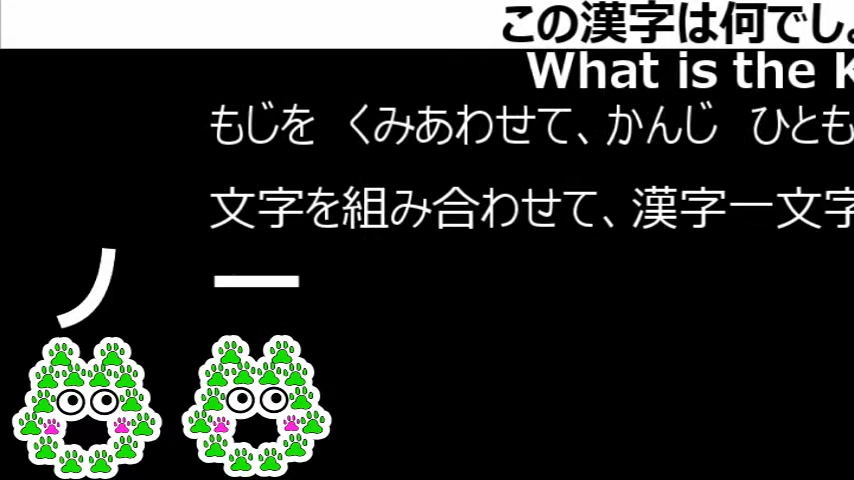 この漢字は何でしょ
What is the K
もじを　くみあわせて、かんじ　ひとも
文字を組み合わせて、漢字一文字
ノ 一